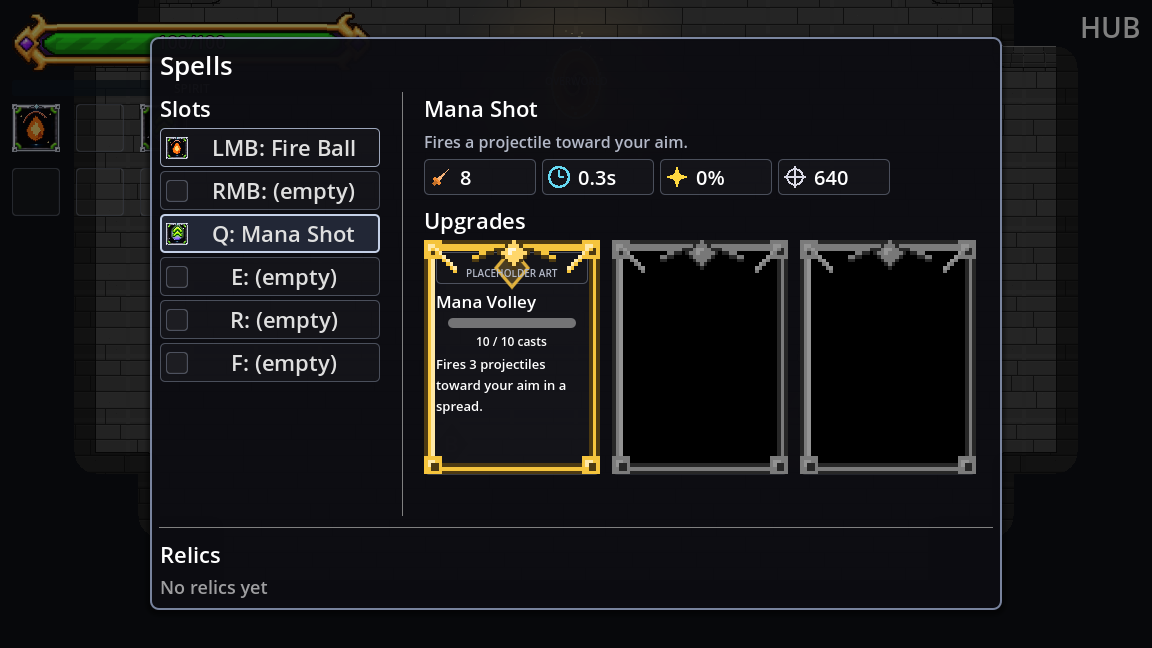 HUB
Spells
Slots
LMB: Fire Ball
RMB: (empty)
Q: Mana Shot
E: (empty)
R: (empty)
F: (empty)
Mana Shot
Fires a projectile toward your aim.
8
0.3s
0%
640
Upgrades
PLACEHOLDER ART
Mana Volley
10 / 10 casts
Fires 3 projectiles
toward your aim in a
spread.
Relics
No relics yet